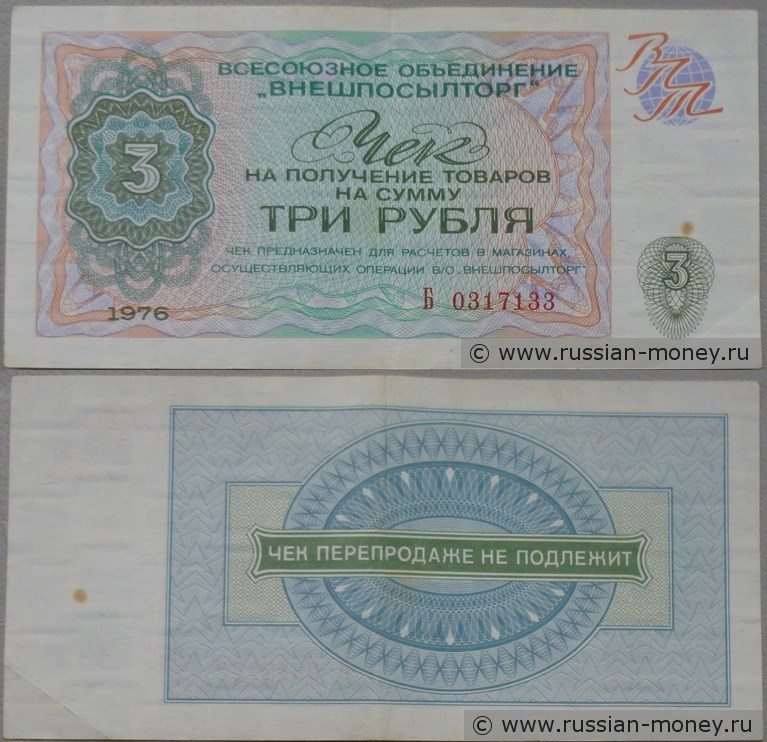 ВСЕСОЮЗНОЕ ОБЪЕДИНЕНИЕ
„ВНЕШПОСЫЛТОРГ"
ВПТ
Чек
НА ПОЛУЧЕНИЕ ТОВАРОВ
НА СУММУ
3
ТРИ РУБЛЯ
ЧЕК ПРЕДНАЗНАЧЕН ДЛЯ РАСЧЕТОВ В МАГАЗИНАХ,
ОСУЩЕСТВЛЯЮЩИХ ОПЕРАЦИИ В/О „ВНЕШПОСЫЛТОРГ"
3
1976
Б 0317133
© www.russian-money.ru
ЧЕК ПЕРЕПРОДАЖЕ НЕ ПОДЛЕЖИТ
© www.russian-money.ru